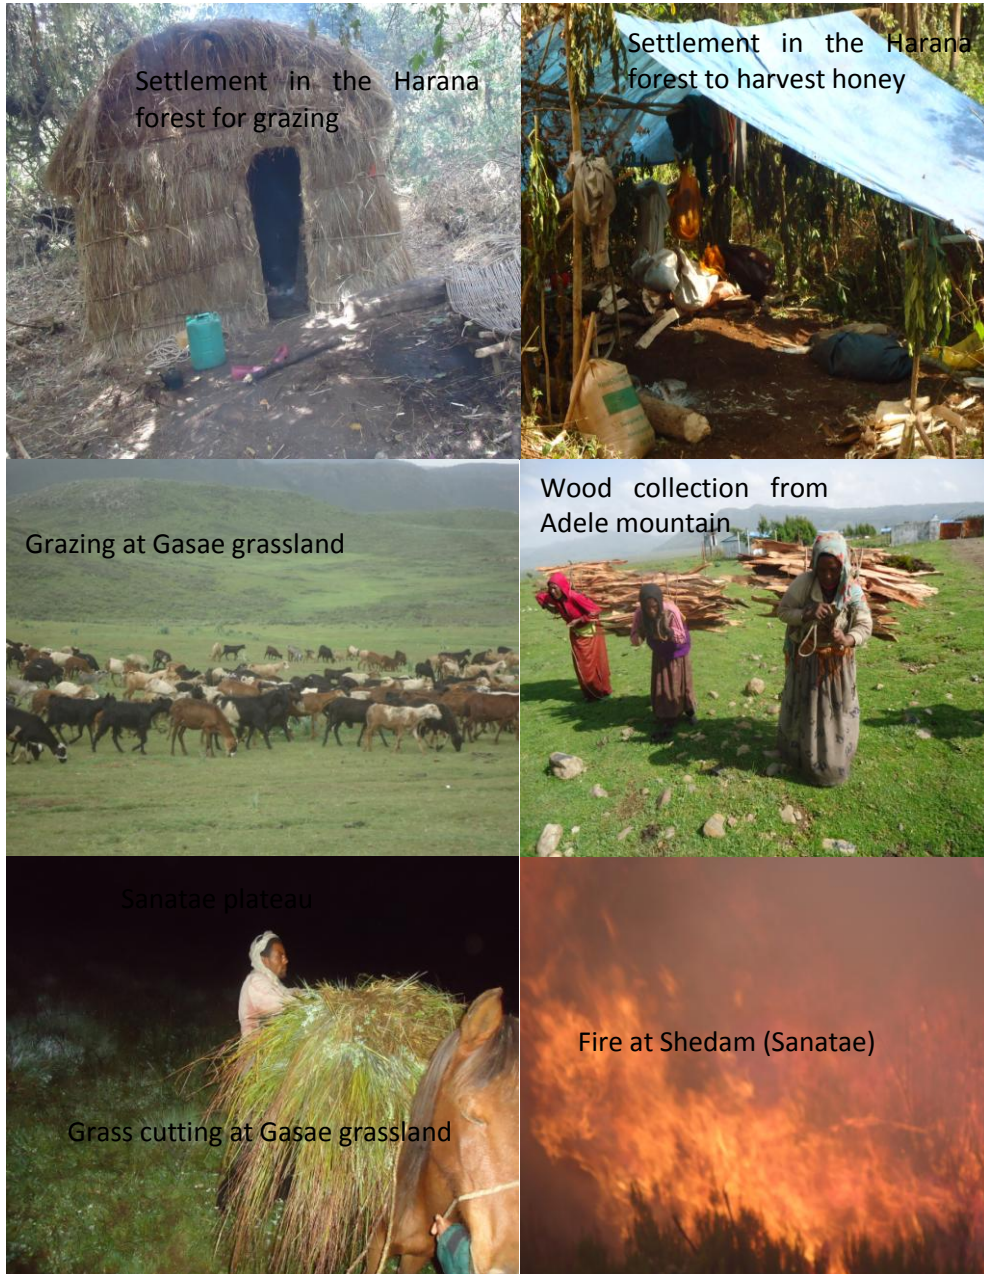 Settlement in the Harana
forest for grazing
Settlement in the Harana
forest to harvest honey
Grazing at Gasae grassland
Wood collection from
Adele mountain
Sanatae plateau
Grass cutting at Gasae grassland
Fire at Shedam (Sanatae)